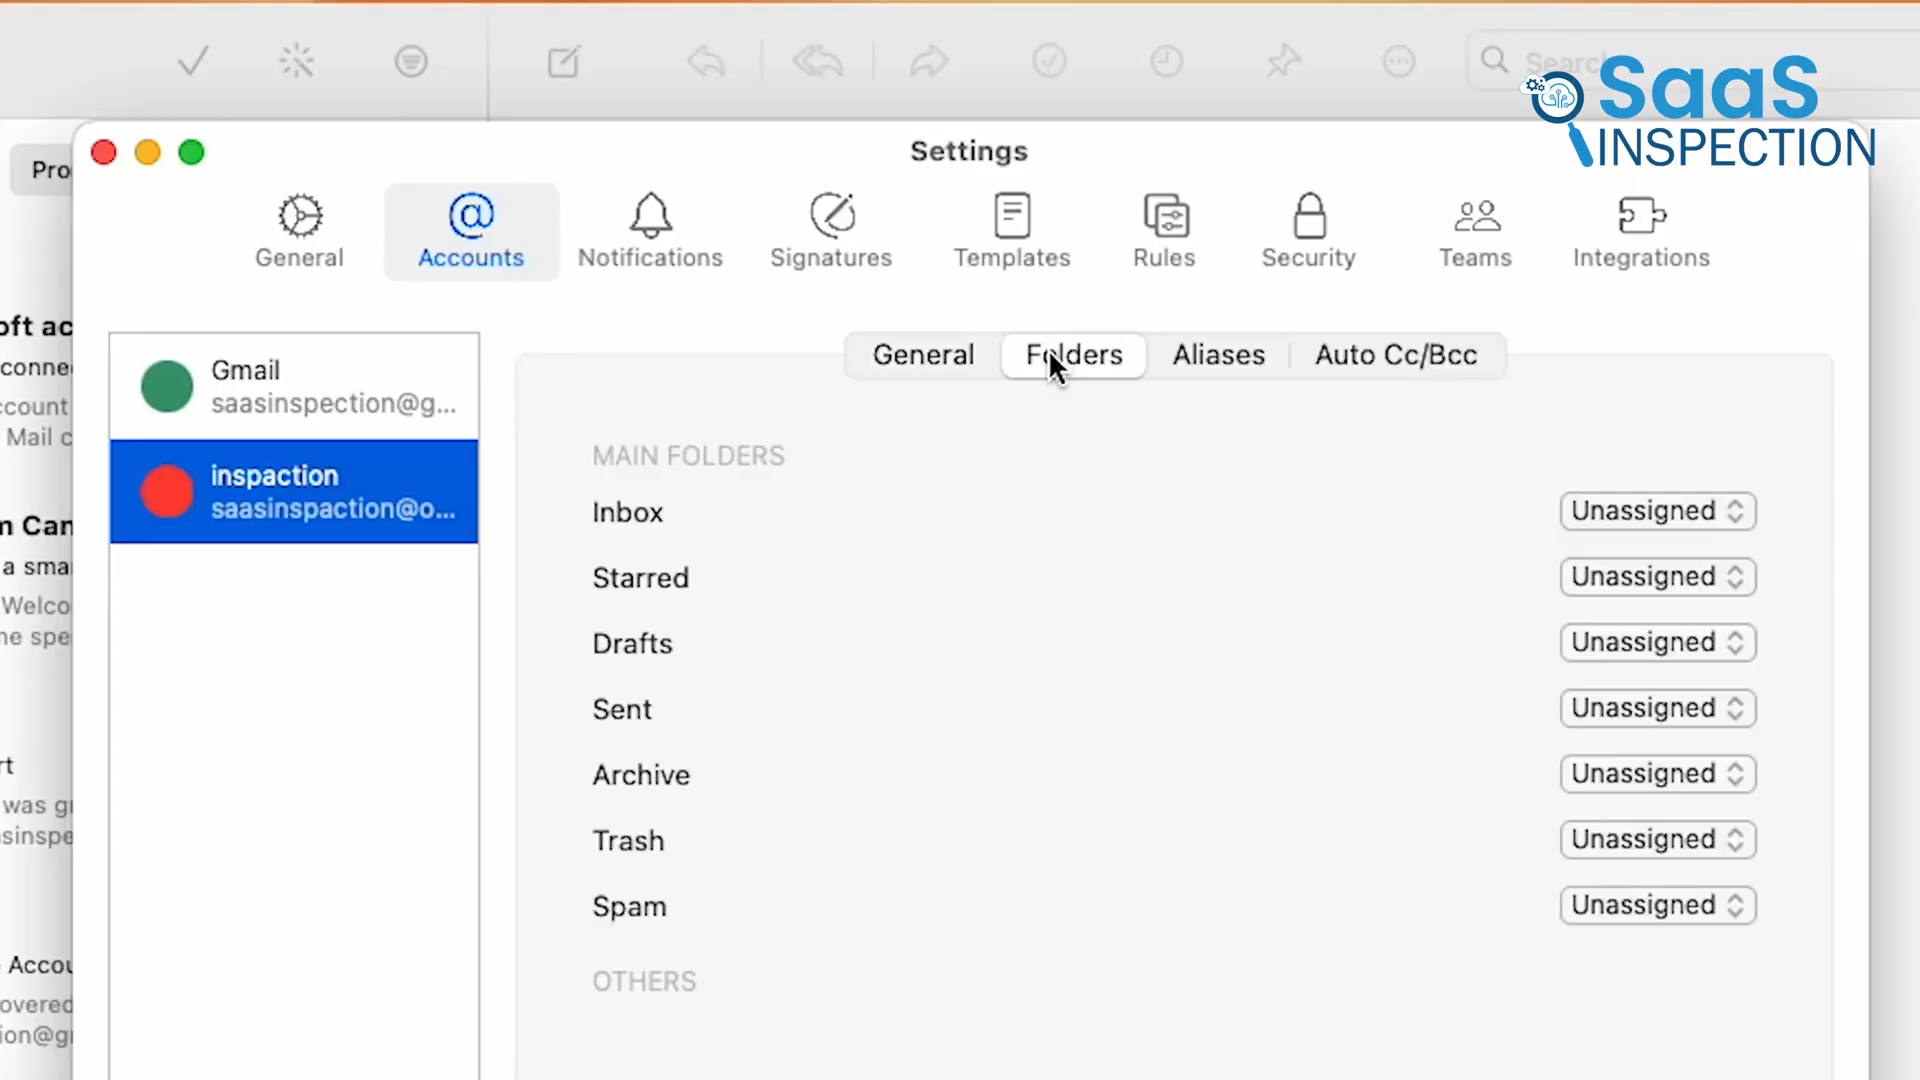 Search
SaaS
INSPECTION
Settings
General
Accounts
Notifications
Signatures
Templates
Rules
Security
Teams
Integrations
Gmail
saasinspection@g...
inspaction
saasinspaction@o...
General
Folders
Aliases
Auto Cc/Bcc
MAIN FOLDERS
Inbox Unassigned
Starred Unassigned
Drafts Unassigned
Sent Unassigned
Archive Unassigned
Trash Unassigned
Spam Unassigned
OTHERS